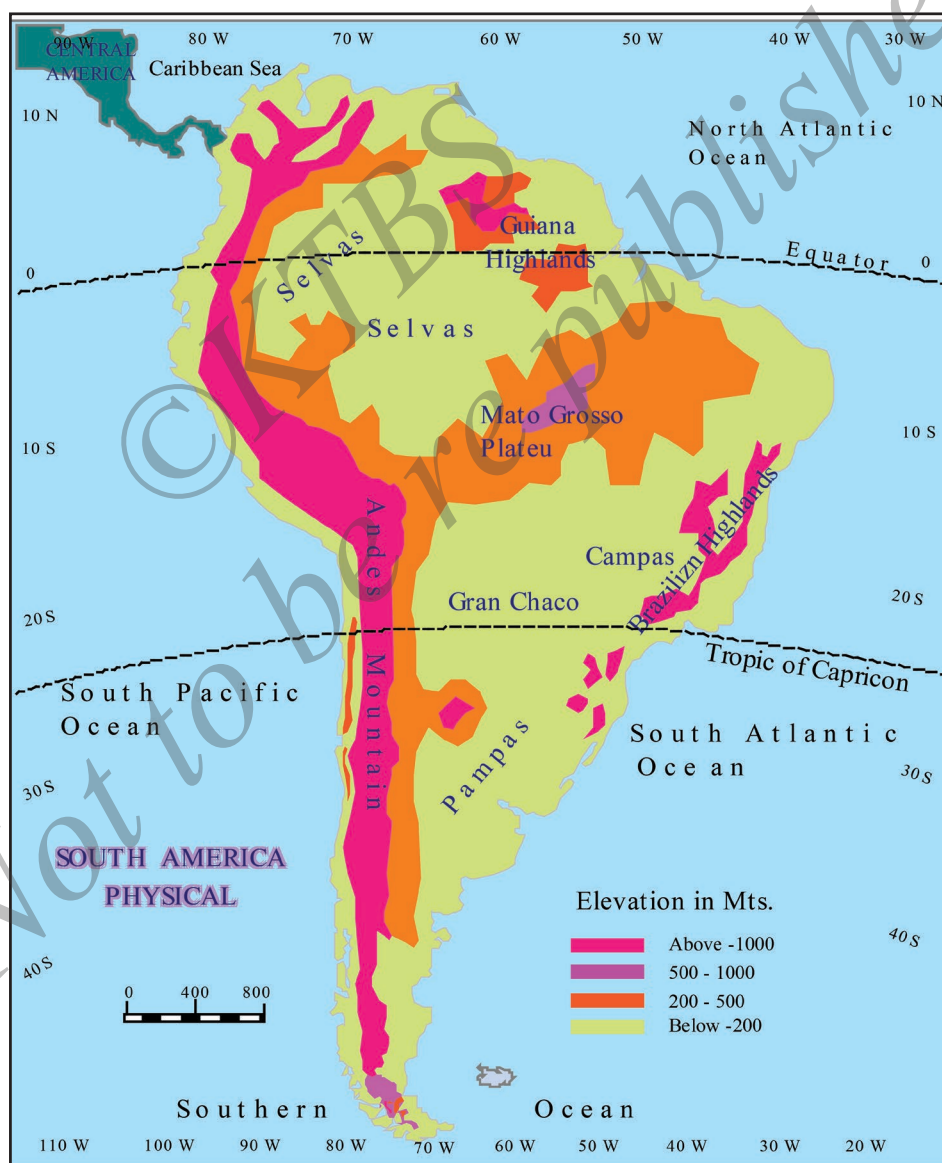 90 W 80 W 70 W 60 W 50 W 40 W 30 W
CENTRAL
AMERICA
Caribbean Sea
10 N
10 N
North Atlantic
Ocean
Guiana
Highlands
Selvas
Equator
0
0
Selvas
Mato Grosso
Plateu
10 S
10 S
Andes Mountain
Brazilizn Highlands
Campas
Gran Chaco
20 S
20 S
Tropic of Capricon
South Pacific
Ocean
South Atlantic
Ocean
Pampas
30 S
30 S
SOUTH AMERICA
PHYSICAL
Elevation in Mts.
Above -1000
500 - 1000
200 - 500
Below -200
40 S
40 S
0 400 800
Southern Ocean
110 W 100 W 90 W 80 W 70 W 60 W 50 W 40 W 30 W 20 W
©KTBS
Not to be republishe